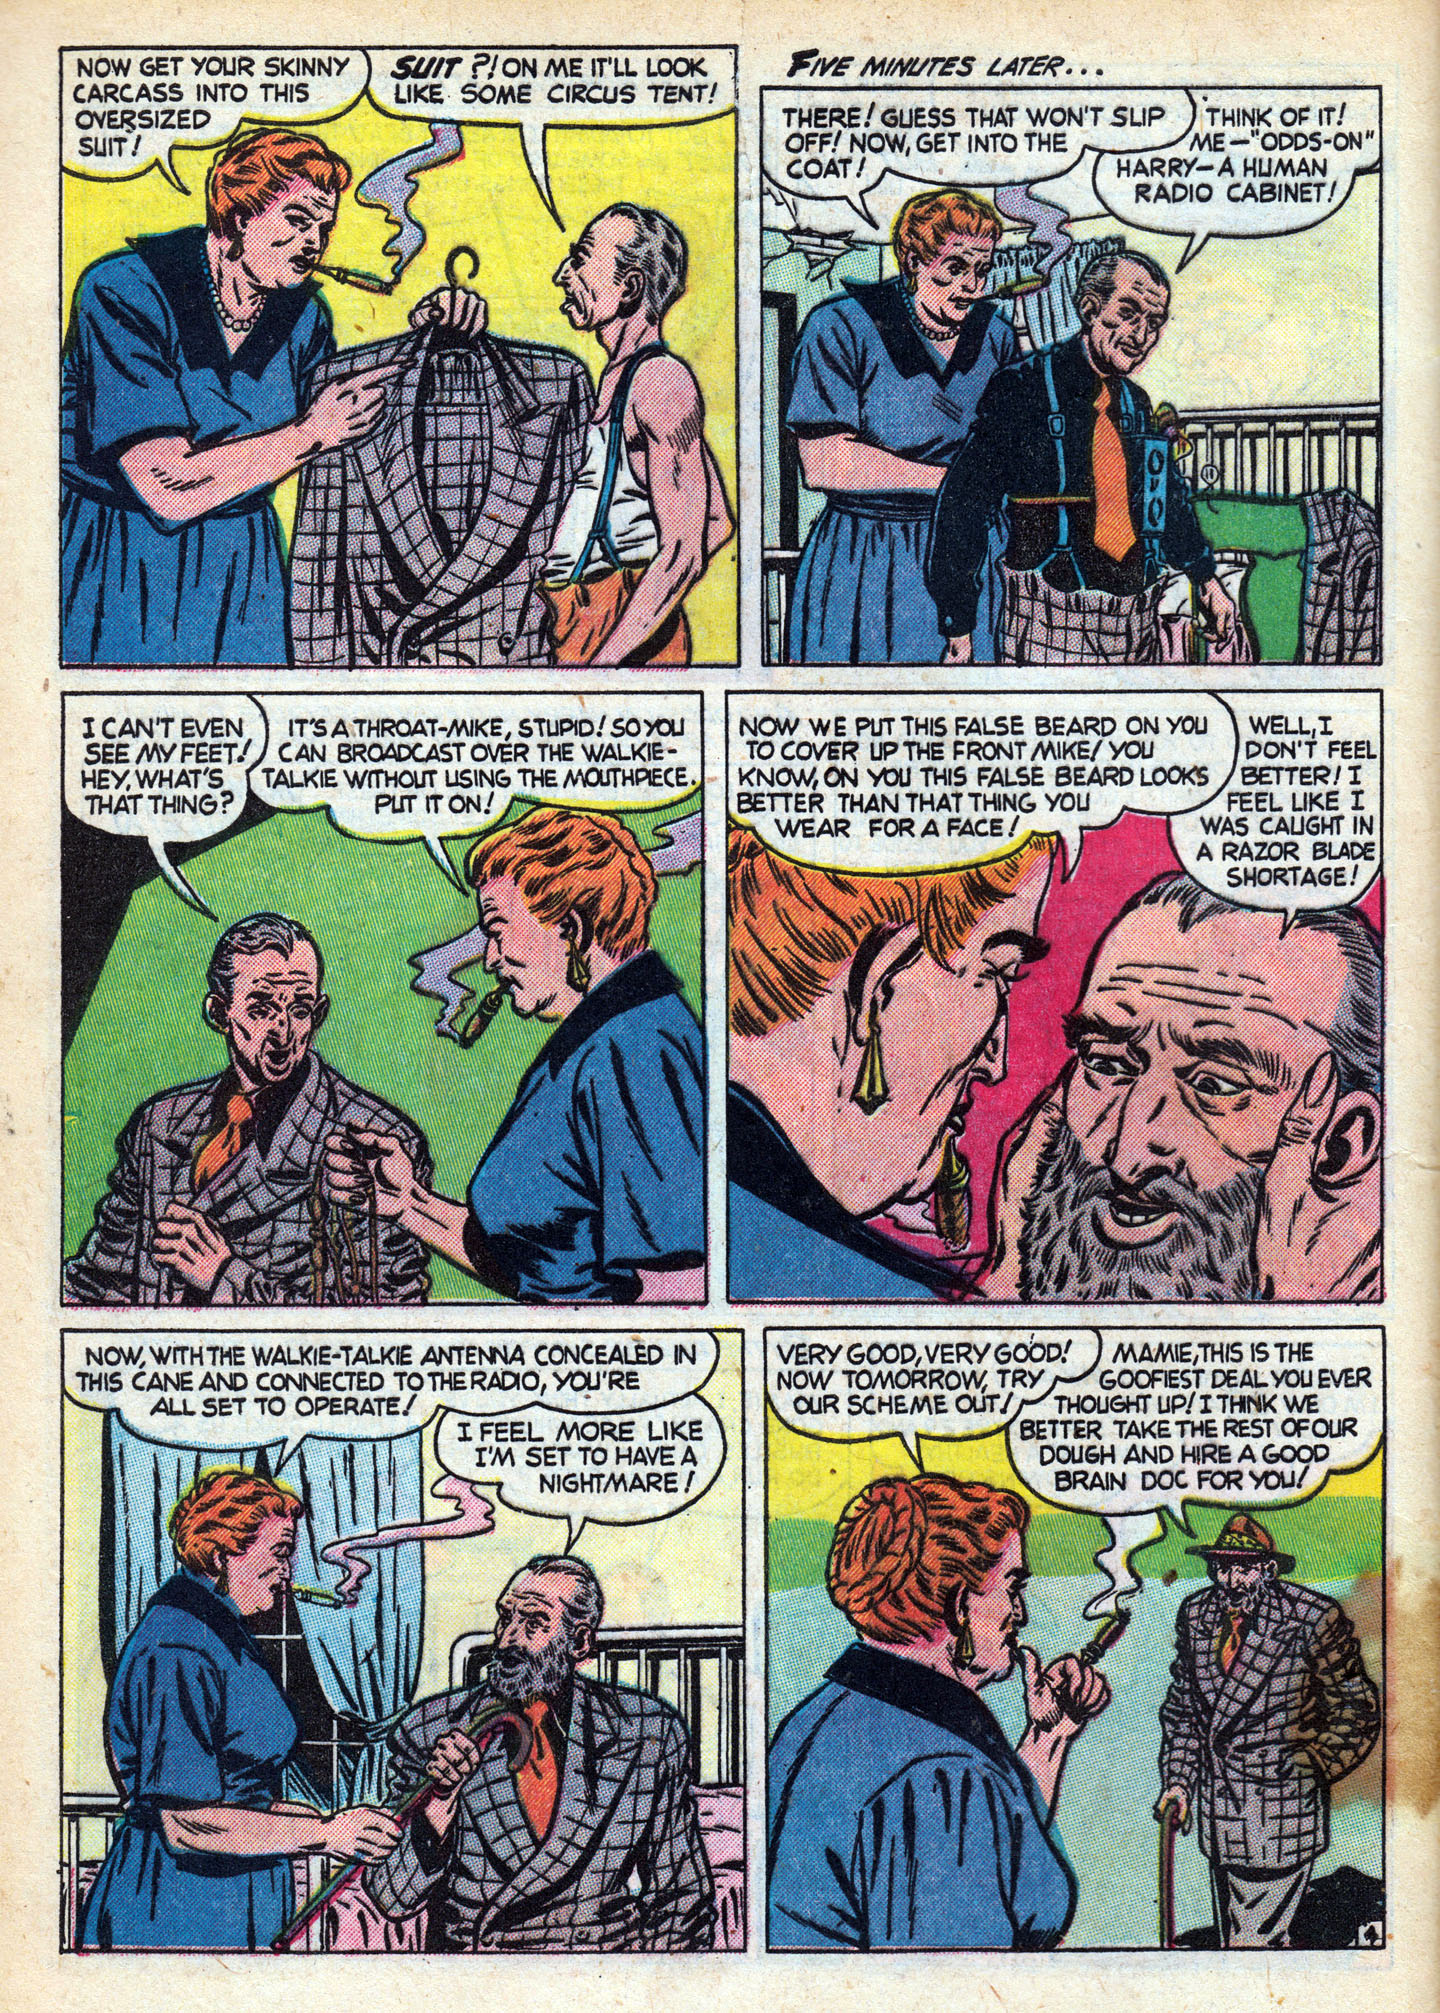 NOW GET YOUR SKINNY
CARCASS INTO THIS
OVERSIZED
SUIT!
SUIT?! ON ME IT'LL LOOK
LIKE SOME CIRCUS TENT!
FIVE MINUTES LATER...
THERE! GUESS THAT WON'T SLIP
OFF! NOW, GET INTO THE
COAT!
THINK OF IT!
ME—"ODDS-ON"
HARRY—A HUMAN
RADIO CABINET!
I CAN'T EVEN
SEE MY FEET!
HEY, WHAT'S
THAT THING?
IT'S A THROAT-MIKE, STUPID! SO YOU
CAN BROADCAST OVER THE WALKIE-
TALKIE WITHOUT USING THE MOUTHPIECE.
PUT IT ON!
NOW WE PUT THIS FALSE BEARD ON YOU
TO COVER UP THE FRONT MIKE! YOU
KNOW, ON YOU THIS FALSE BEARD LOOKS
BETTER THAN THAT THING YOU
WEAR FOR A FACE!
WELL, I
DON'T FEEL
BETTER! I
FEEL LIKE I
WAS CAUGHT IN
A RAZOR BLADE
SHORTAGE!
NOW, WITH THE WALKIE-TALKIE ANTENNA CONCEALED IN
THIS CANE AND CONNECTED TO THE RADIO, YOU'RE
ALL SET TO OPERATE!
I FEEL MORE LIKE
I'M SET TO HAVE A
NIGHTMARE!
VERY GOOD, VERY GOOD!
NOW TOMORROW, TRY
OUR SCHEME OUT!
MAMIE, THIS IS THE
GOOFIEST DEAL YOU EVER
THOUGHT UP! I THINK WE
BETTER TAKE THE REST OF OUR
DOUGH AND HIRE A GOOD
BRAIN DOC FOR YOU!
4